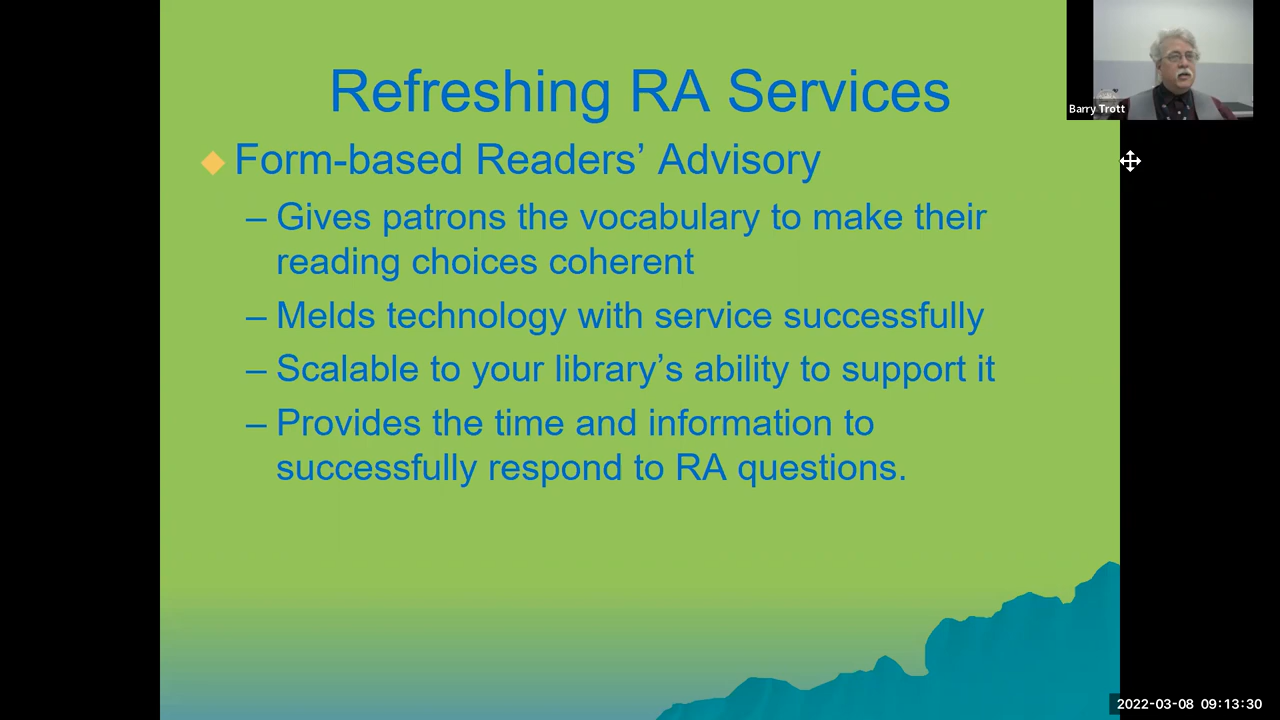 Refreshing RA Services
Barry Trott
Form-based Readers’ Advisory
– Gives patrons the vocabulary to make their
reading choices coherent
– Melds technology with service successfully
– Scalable to your library’s ability to support it
– Provides the time and information to
successfully respond to RA questions.
2022-03-08 09:13:30